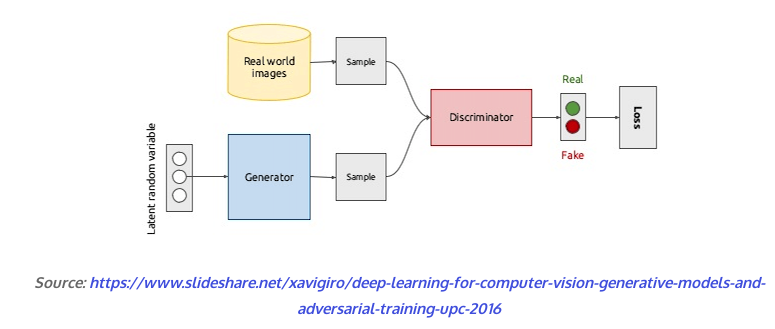 Real world
images
Sample
Real
Discriminator
Loss
Fake
Latent random variable
Generator
Sample
Source: https://www.slideshare.net/xavigiro/deep-learning-for-computer-vision-generative-models-and-
adversarial-training-upc-2016